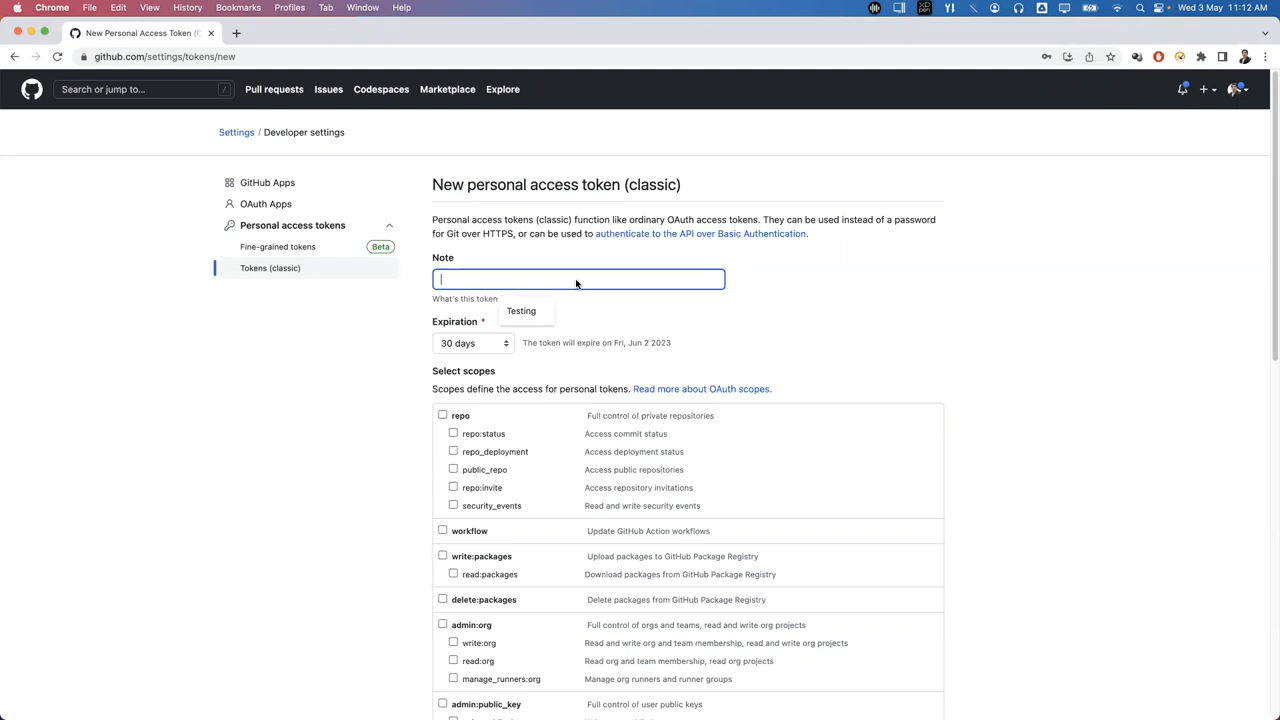 Chrome File Edit View History Bookmarks Profiles Tab Window Help Wed 3 May 11:12 AM
New Personal Access Token (C
github.com/settings/tokens/new
Search or jump to... / Pull requests Issues Codespaces Marketplace Explore
Settings / Developer settings
GitHub Apps
OAuth Apps
Personal access tokens
Fine-grained tokens Beta
Tokens (classic)
New personal access token (classic)
Personal access tokens (classic) function like ordinary OAuth access tokens. They can be used instead of a password
for Git over HTTPS, or can be used to authenticate to the API over Basic Authentication.
Note
What's this token
Testing
Expiration *
30 days The token will expire on Fri, Jun 2 2023
Select scopes
Scopes define the access for personal tokens. Read more about OAuth scopes.
repo Full control of private repositories
repo:status Access commit status
repo_deployment Access deployment status
public_repo Access public repositories
repo:invite Access repository invitations
security_events Read and write security events
workflow Update GitHub Action workflows
write:packages Upload packages to GitHub Package Registry
read:packages Download packages from GitHub Package Registry
delete:packages Delete packages from GitHub Package Registry
admin:org Full control of orgs and teams, read and write org projects
write:org Read and write org and team membership, read and write org projects
read:org Read org and team membership, read org projects
manage_runners:org Manage org runners and runner groups
admin:public_key Full control of user public keys